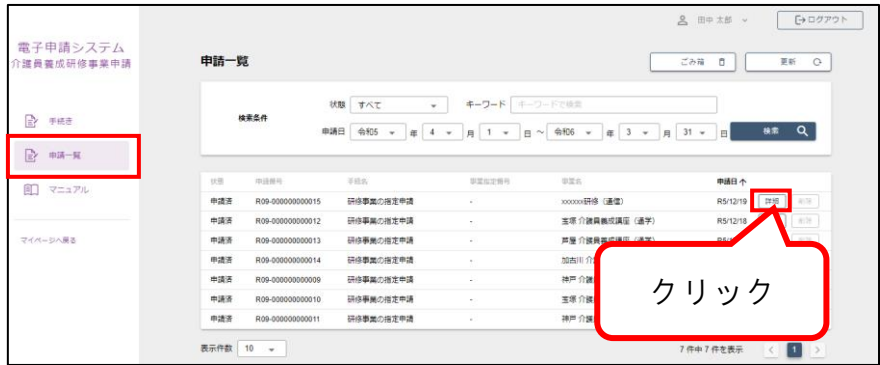 田中 太郎
ログアウト
電子申請システム
介護員養成研修事業申請
申請一覧
ごみ箱
更新
手続き
申請一覧
マニュアル
マイページへ戻る
検索条件
状態 すべて キーワード キーワードで検索
申請日 令和5 年 4 月 1 日 ～ 令和6 年 3 月 31 日 検索
状態 申請番号 手続名 事業指定番号 事業名 申請日
申請済 R09-000000000015 研修事業の指定申請 - xxxxxx研修（通信） R5/12/19 詳細 削除
申請済 R09-000000000012 研修事業の指定申請 - 宝塚 介護員養成講座（通学） R5/12/18 削除
申請済 R09-000000000013 研修事業の指定申請 - 芦屋 介護員養成講座（通学）
申請済 R09-000000000014 研修事業の指定申請 - 加古川
申請済 R09-000000000009 研修事業の指定申請 - 神戸 介護
申請済 R09-000000000010 研修事業の指定申請 - 宝塚
申請済 R09-000000000011 研修事業の指定申請 - 神戸
クリック
表示件数 10
7 件中 7 件を表示 < 1 >